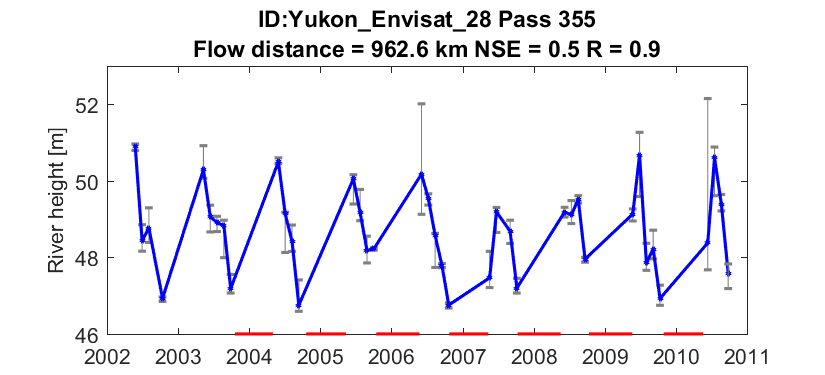 ID:Yukon_Envisat_28 Pass 355
Flow distance = 962.6 km NSE = 0.5 R = 0.9
River height [m]
52
50
48
46
2002 2003 2004 2005 2006 2007 2008 2009 2010 2011